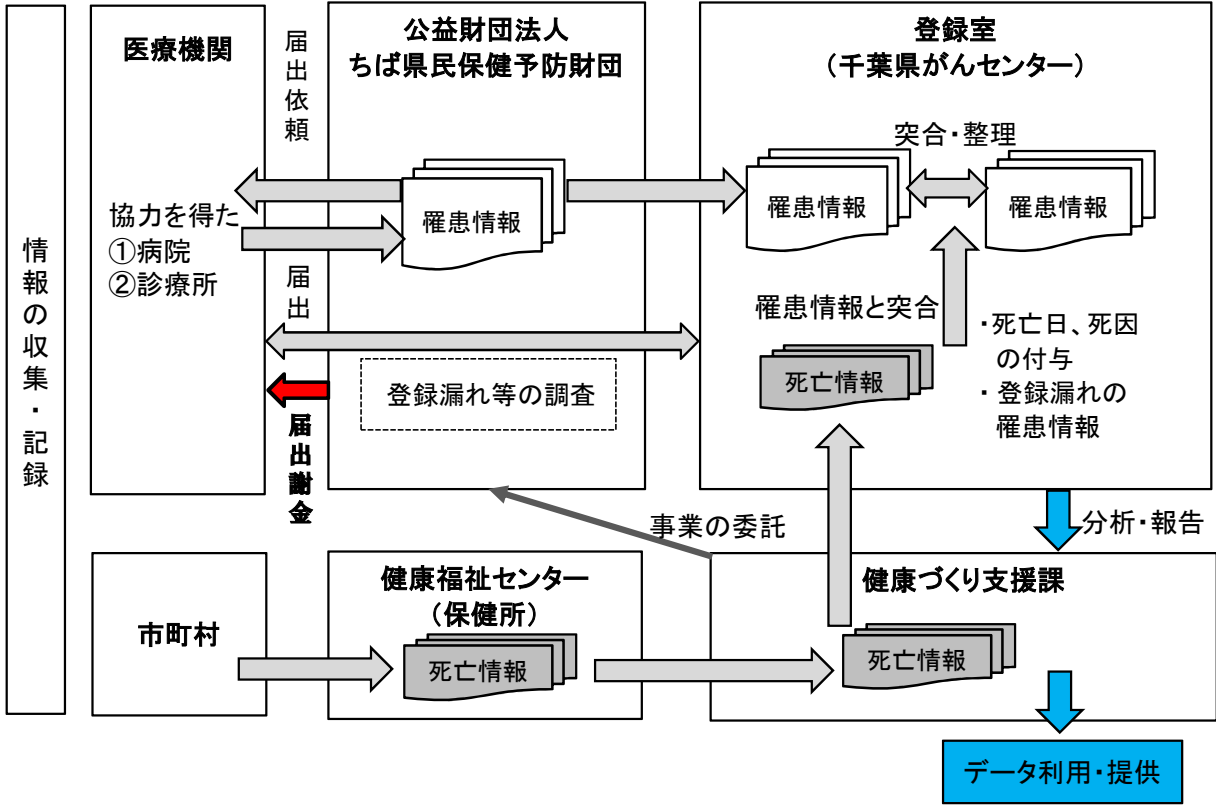 情報の収集・記録
医療機関
協力を得た
①病院
②診療所
届出依頼
届出
届出謝金
公益財団法人
ちば県民保健予防財団
罹患情報
登録漏れ等の調査
登録室
（千葉県がんセンター）
突合・整理
罹患情報
罹患情報
罹患情報と突合
死亡情報
・死亡日、死因
の付与
・登録漏れの
罹患情報
事業の委託
分析・報告
市町村
健康福祉センター
（保健所）
死亡情報
健康づくり支援課
死亡情報
データ利用・提供